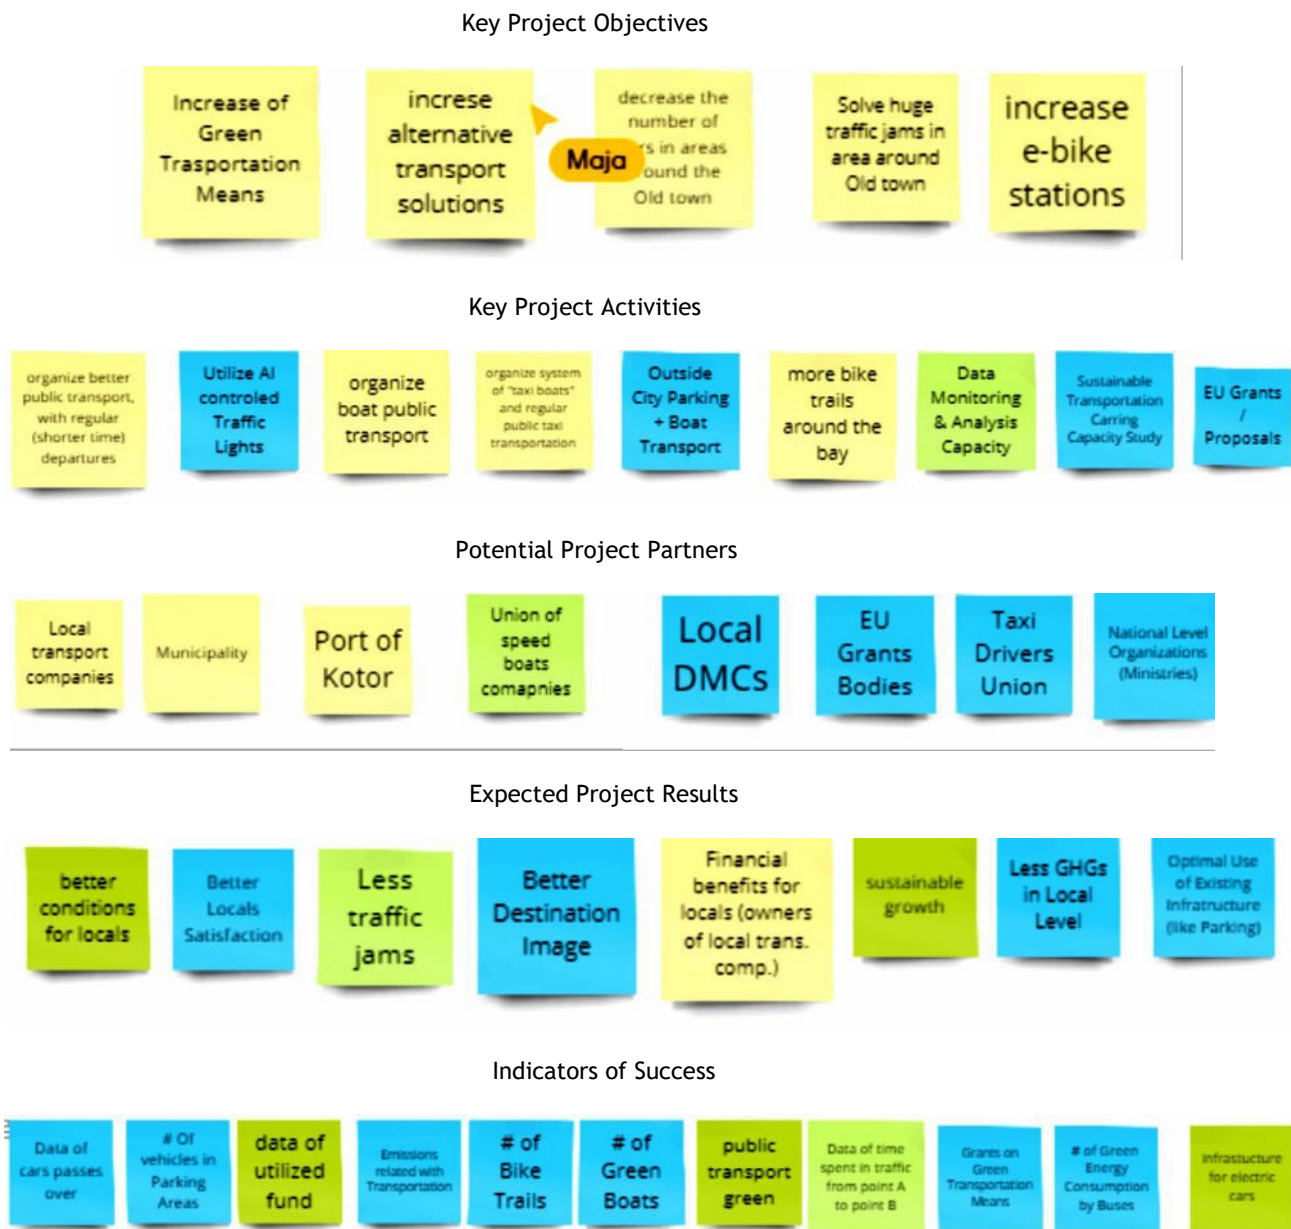 Key Project Objectives
Increase of
Green
Trasportation
Means
increse
alternative
transport
solutions
Maja
decrease the
number of
rs in areas
ound the
Old town
Solve huge
traffic jams in
area around
Old town
increase
e-bike
stations
Key Project Activities
organize better
public transport,
with regular
(shorter time)
departures
Utilize AI
controled
Traffic
Lights
organize
boat public
transport
organize system
of "taxi boats"
and regular
public taxi
transportation
Outside
City Parking
+ Boat
Transport
more bike
trails
around the
bay
Data
Monitoring
& Analysis
Capacity
Sustainable
Transportation
Carring
Capacity Study
EU Grants
/
Proposals
Potential Project Partners
Local
transport
companies
Municipality
Port of
Kotor
Union of
speed
boats
comapnies
Local
DMCs
EU
Grants
Bodies
Taxi
Drivers
Union
National Level
Organizations
(Ministries)
Expected Project Results
better
conditions
for locals
Better
Locals
Satisfaction
Less
traffic
jams
Better
Destination
Image
Financial
benefits for
locals (owners
of local trans.
comp.)
sustainable
growth
Less GHGs
in Local
Level
Optimal Use
of Existing
Infratructure
(like Parking)
Indicators of Success
Data of
cars passes
over
# Of
vehicles in
Parking
Areas
data of
utilized
fund
Emissions
related with
Transportation
# of
Bike
Trails
# of
Green
Boats
public
transport
green
Data of time
spent in traffic
from point A
to point B
Grants on
Green
Transportation
Means
# of Green
Energy
Consumption
by Buses
infrastucture
for electric
cars